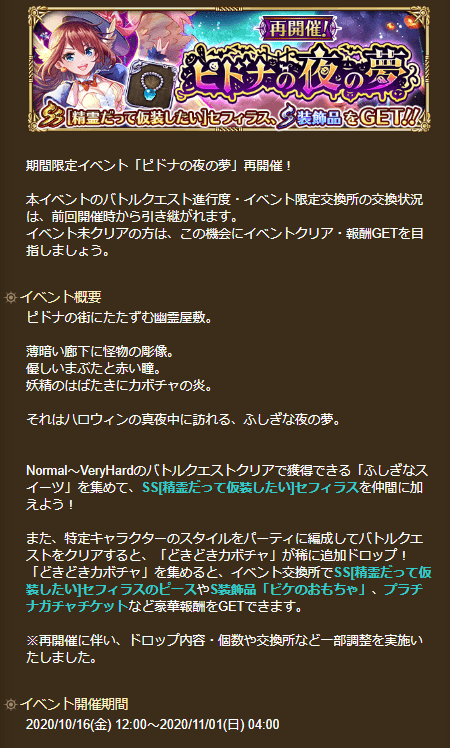 再開催!
ピドナの夜の夢
SS[精霊だって仮装したい]セフィラス、S装飾品をGET!!
期間限定イベント「ピドナの夜の夢」再開催！
本イベントのバトルクエスト進行度・イベント限定交換所の交換状況
は、前回開催時から引き継がれます。
イベント未クリアの方は、この機会にイベントクリア・報酬GETを目
指しましょう。
イベント概要
ピドナの街にたたずむ幽霊屋敷。
薄暗い廊下に怪物の彫像。
優しいまぶたと赤い瞳。
妖精のはばたきにカボチャの炎。
それはハロウィンの真夜中に訪れる、ふしぎな夜の夢。
Normal～VeryHardのバトルクエストクリアで獲得できる「ふしぎなス
イーツ」を集めて、SS[精霊だって仮装したい]セフィラスを仲間に加
えよう！
また、特定キャラクターのスタイルをパーティに編成してバトルクエ
ストをクリアすると、「どきどきカボチャ」が稀に追加ドロップ！
「どきどきカボチャ」を集めると、イベント交換所でSS[精霊だって仮
装したい]セフィラスのピースやS装飾品「ビケのおもちゃ」、プラチ
ナガチャチケットなど豪華報酬をGETできます。
※再開催に伴い、ドロップ内容・個数や交換所など一部調整を実施い
たしました。
イベント開催期間
2020/10/16(金) 12:00～2020/11/01(日) 04:00